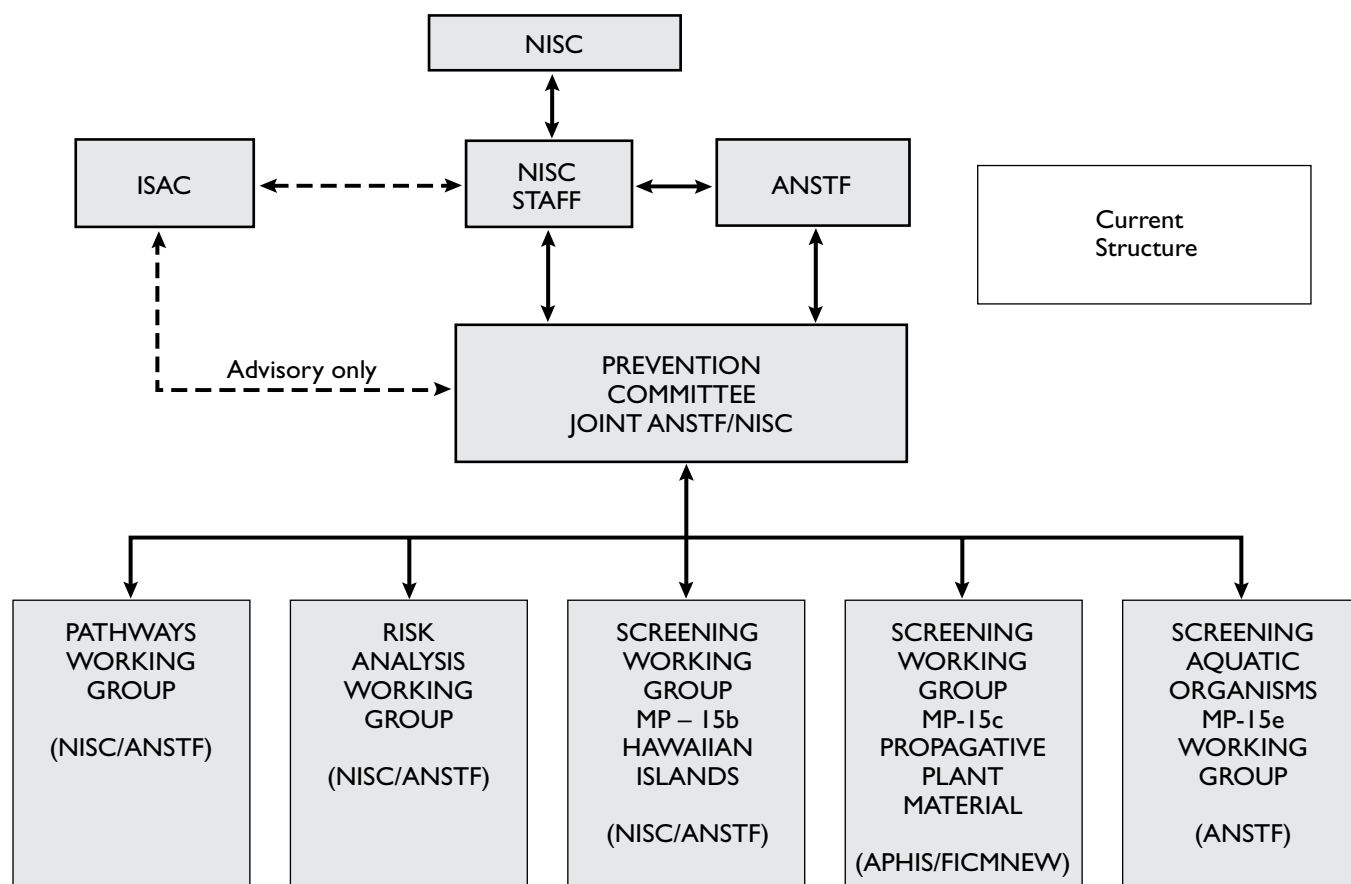 NISC
ISAC
NISC
STAFF
ANSTF
Current
Structure
Advisory only
PREVENTION
COMMITTEE
JOINT ANSTF/NISC
PATHWAYS
WORKING
GROUP
(NISC/ANSTF)
RISK
ANALYSIS
WORKING
GROUP
(NISC/ANSTF)
SCREENING
WORKING
GROUP
MP – 15b
HAWAIIAN
ISLANDS
(NISC/ANSTF)
SCREENING
WORKING
GROUP
MP-15c
PROPAGATIVE
PLANT
MATERIAL
(APHIS/FICMNEW)
SCREENING
AQUATIC
ORGANISMS
MP-15e
WORKING
GROUP
(ANSTF)